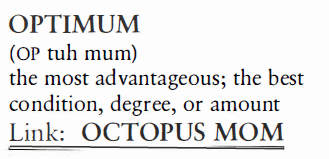 OPTIMUM
(OP tuh mum)
the most advantageous; the best
condition, degree, or amount
Link: OCTOPUS MOM